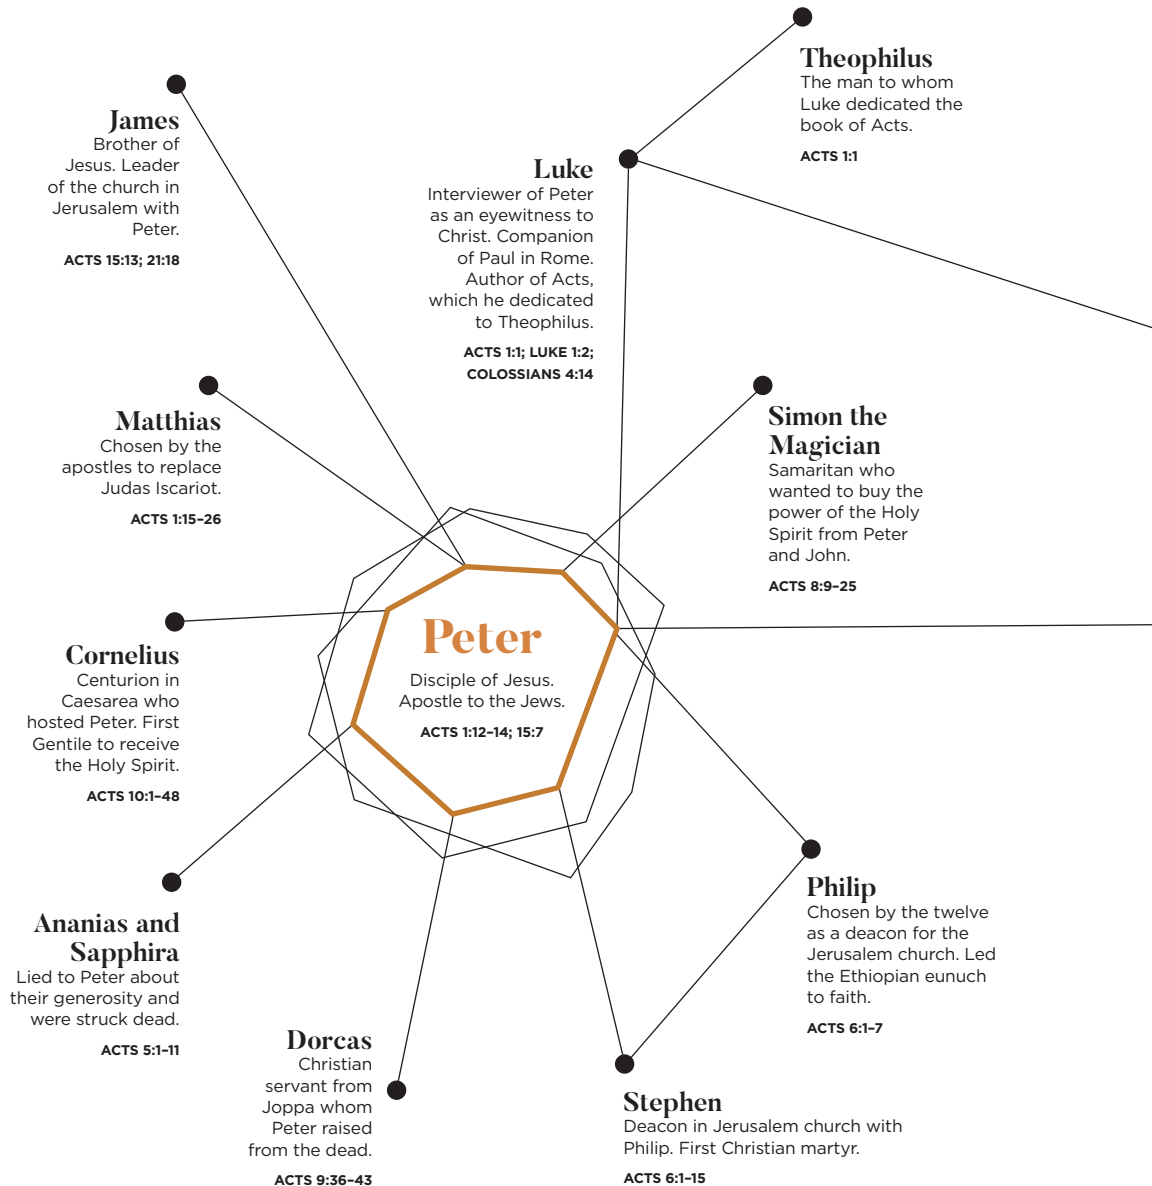 Theophilus
The man to whom
Luke dedicated the
book of Acts.
ACTS 1:1
James
Brother of
Jesus. Leader
of the church in
Jerusalem with
Peter.
ACTS 15:13; 21:18
Luke
Interviewer of Peter
as an eyewitness to
Christ. Companion
of Paul in Rome.
Author of Acts,
which he dedicated
to Theophilus.
ACTS 1:1; LUKE 1:2;
COLOSSIANS 4:14
Matthias
Chosen by the
apostles to replace
Judas Iscariot.
ACTS 1:15–26
Simon the
Magician
Samaritan who
wanted to buy the
power of the Holy
Spirit from Peter
and John.
ACTS 8:9–25
Peter
Disciple of Jesus.
Apostle to the Jews.
ACTS 1:12–14; 15:7
Cornelius
Centurion in
Caesarea who
hosted Peter. First
Gentile to receive
the Holy Spirit.
ACTS 10:1–48
Ananias and
Sapphira
Lied to Peter about
their generosity and
were struck dead.
ACTS 5:1–11
Philip
Chosen by the twelve
as a deacon for the
Jerusalem church. Led
the Ethiopian eunuch
to faith.
ACTS 6:1–7
Dorcas
Christian
servant from
Joppa whom
Peter raised
from the dead.
ACTS 9:36–43
Stephen
Deacon in Jerusalem church with
Philip. First Christian martyr.
ACTS 6:1–15